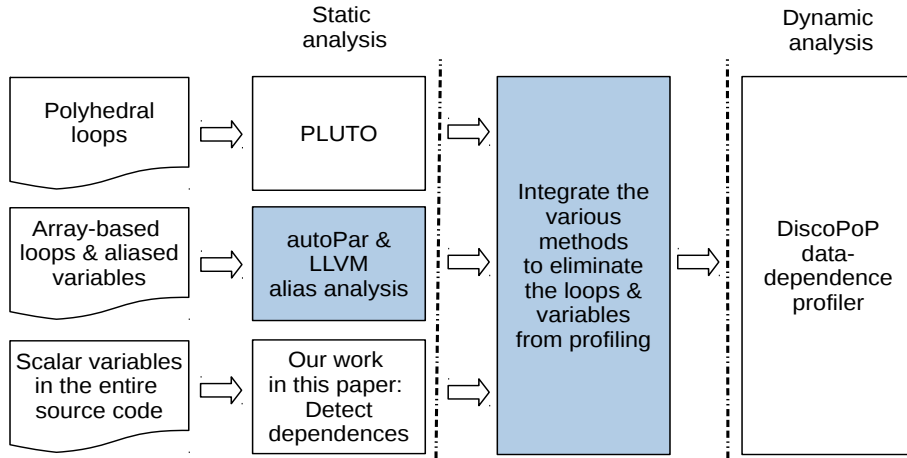 Static
analysis
Dynamic
analysis
Polyhedral
loops
PLUTO
Array-based
loops & aliased
variables
autoPar &
LLVM
alias analysis
Scalar variables
in the entire
source code
Our work
in this paper:
Detect
dependences
Integrate the
various
methods
to eliminate
the loops &
variables
from profiling
DiscoPoP
data-
dependence
profiler